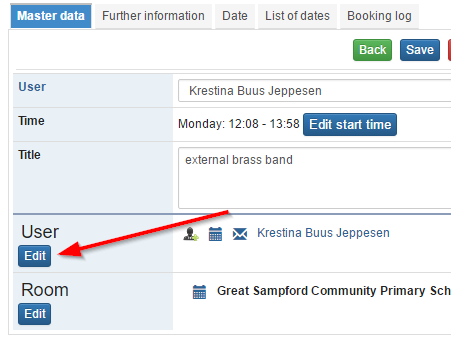 Master data Further information Date List of dates Booking log
Back Save
User Krestina Buus Jeppesen
Time Monday: 12:08 - 13:58 Edit start time
Title external brass band
User Krestina Buus Jeppesen
Edit
Room Great Sampford Community Primary Sch
Edit